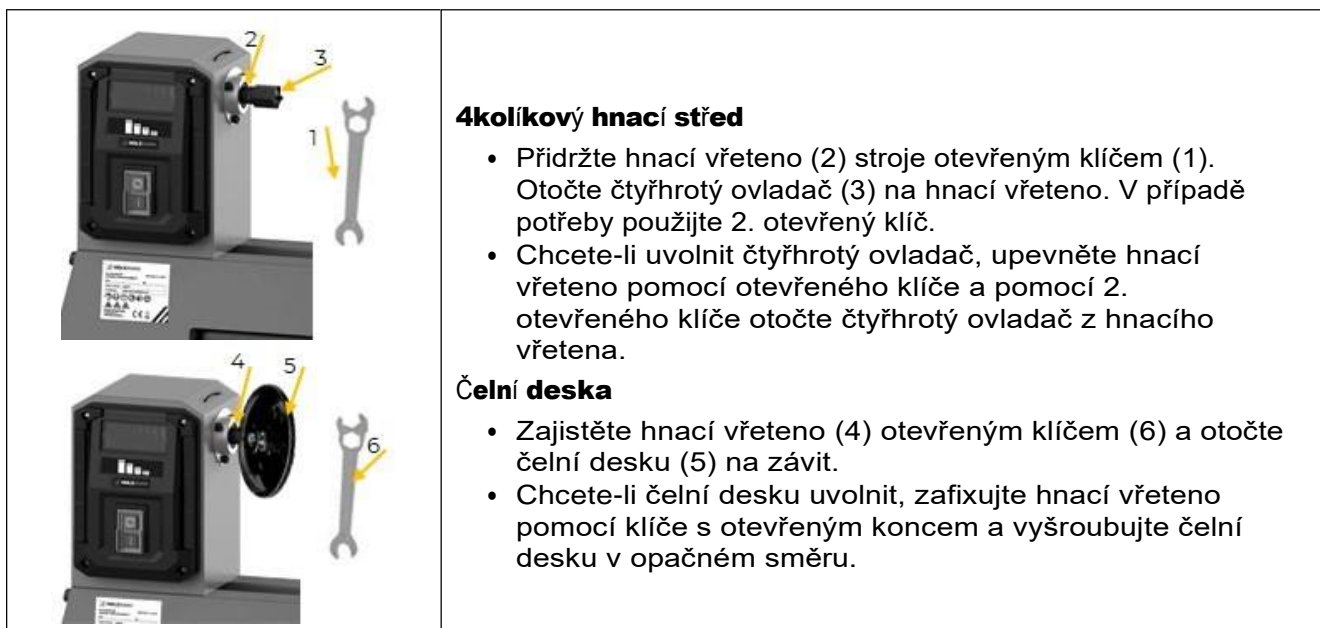 2
3
1
4
5
6
HOLZMANN
4kolíkový hnací střed
• Přidržte hnací vřeteno (2) stroje otevřeným klíčem (1).
Otočte čtyřhrotý ovladač (3) na hnací vřeteno. V případě
potřeby použijte 2. otevřený klíč.
• Chcete-li uvolnit čtyřhrotý ovladač, upevněte hnací
vřeteno pomocí otevřeného klíče a pomocí 2.
otevřeného klíče otočte čtyřhrotý ovladač z hnacího
vřetena.
Čelní deska
• Zajistěte hnací vřeteno (4) otevřeným klíčem (6) a otočte
čelní desku (5) na závit.
• Chcete-li čelní desku uvolnit, zafixujte hnací vřeteno
pomocí klíče s otevřeným koncem a vyšroubujte čelní
desku v opačném směru.